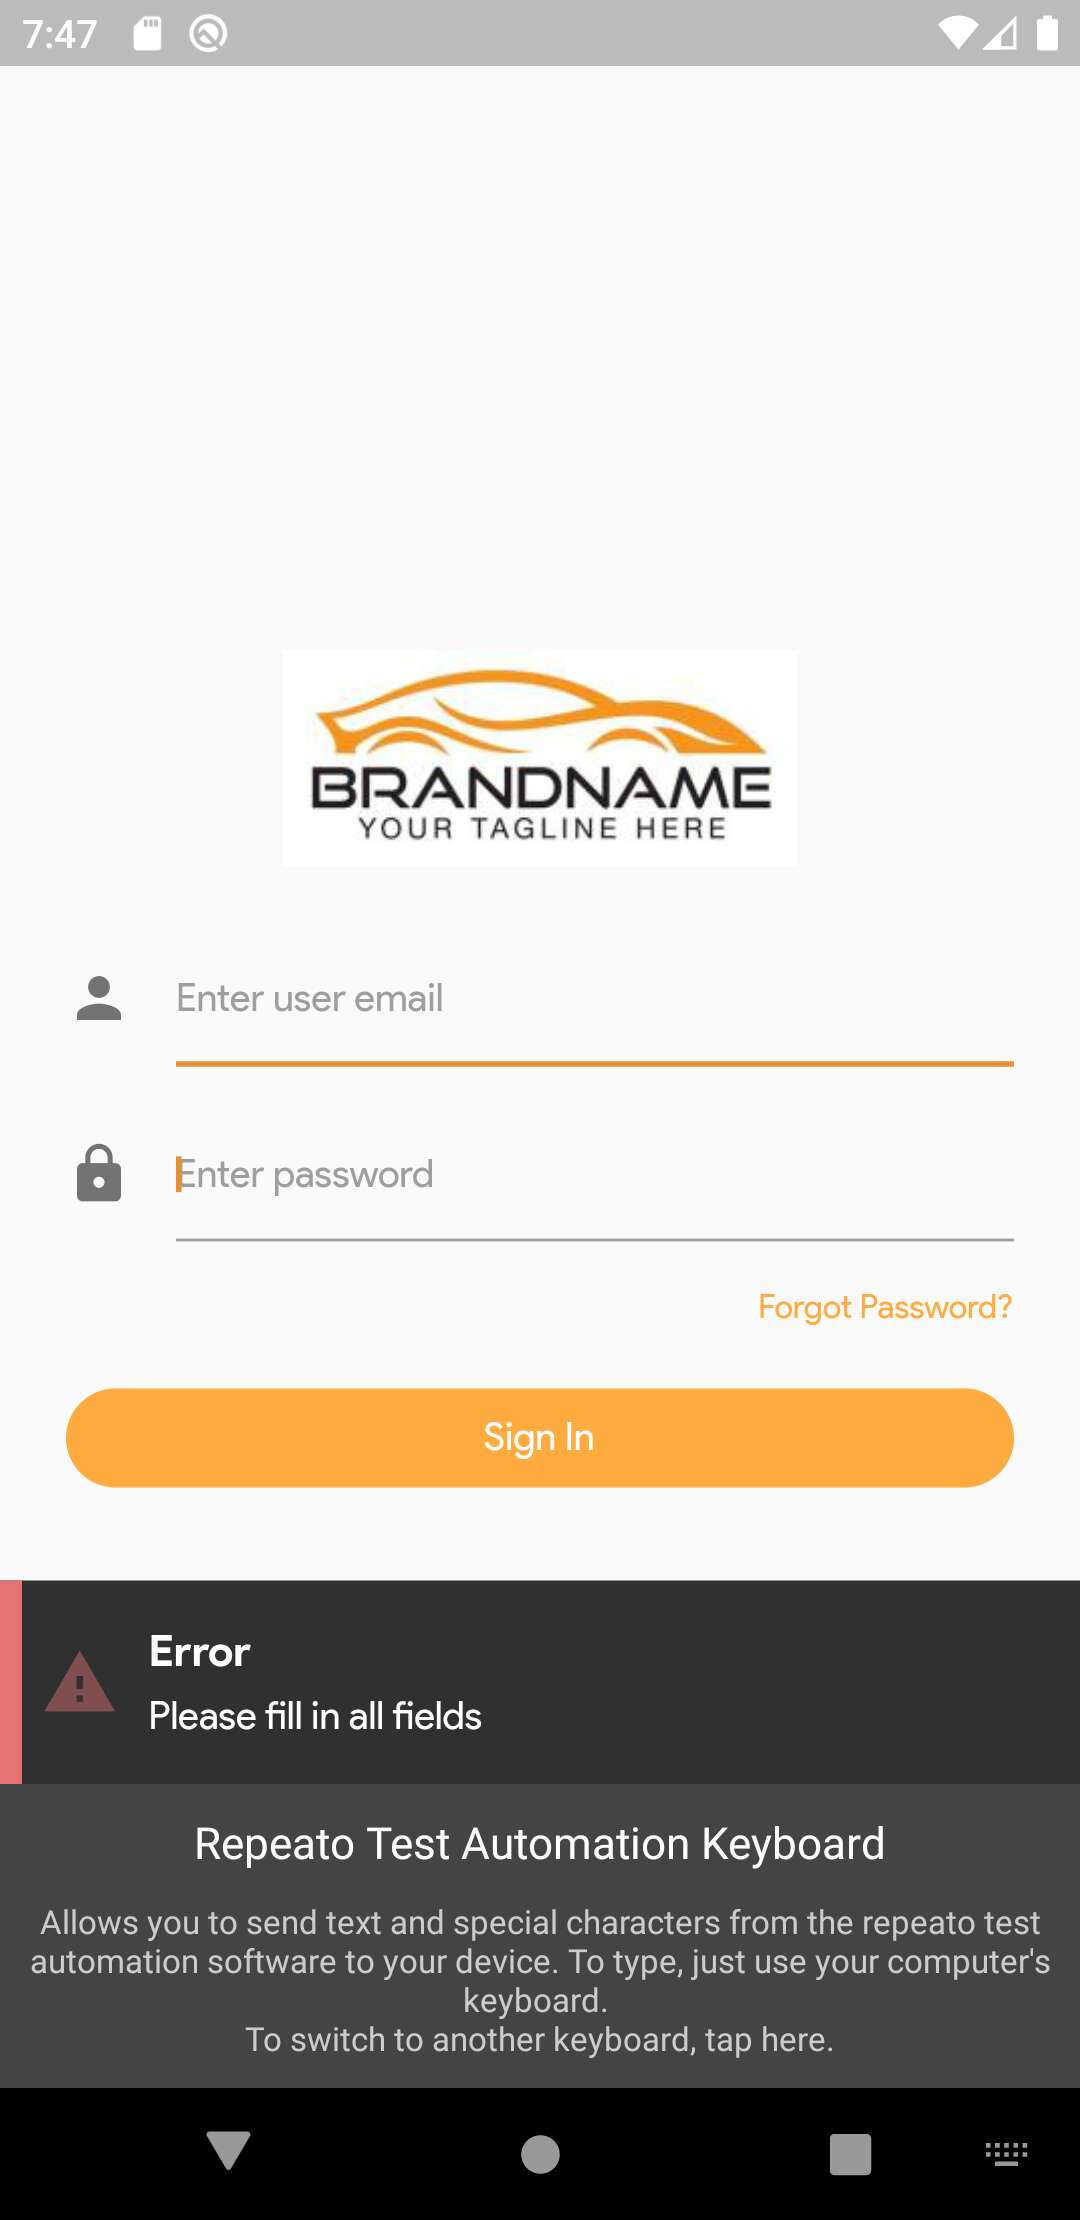 7:47
BRANDNAME
YOUR TAGLINE HERE
Enter user email
Enter password
Forgot Password?
Sign In
Error
Please fill in all fields
Repeato Test Automation Keyboard
Allows you to send text and special characters from the repeato test
automation software to your device. To type, just use your computer's
keyboard.
To switch to another keyboard, tap here.